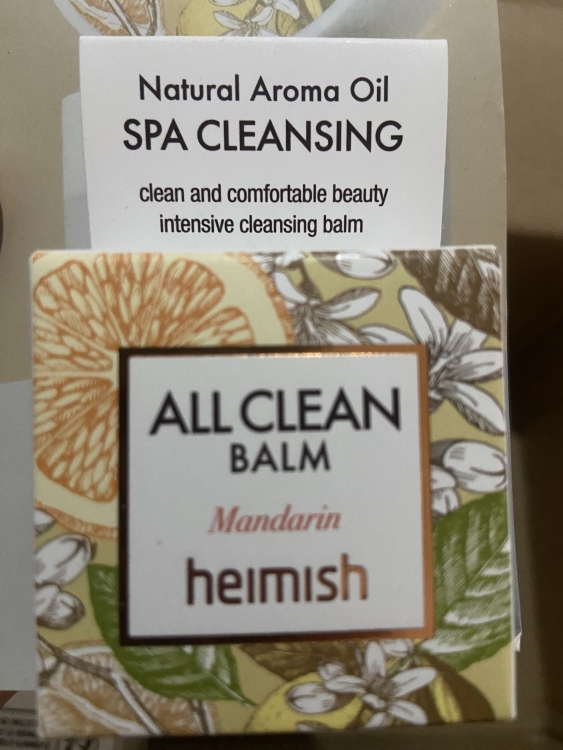 Natural Aroma Oil
SPA CLEANSING
clean and comfortable beauty
intensive cleansing balm
ALL CLEAN
BALM
Mandarin
heimish